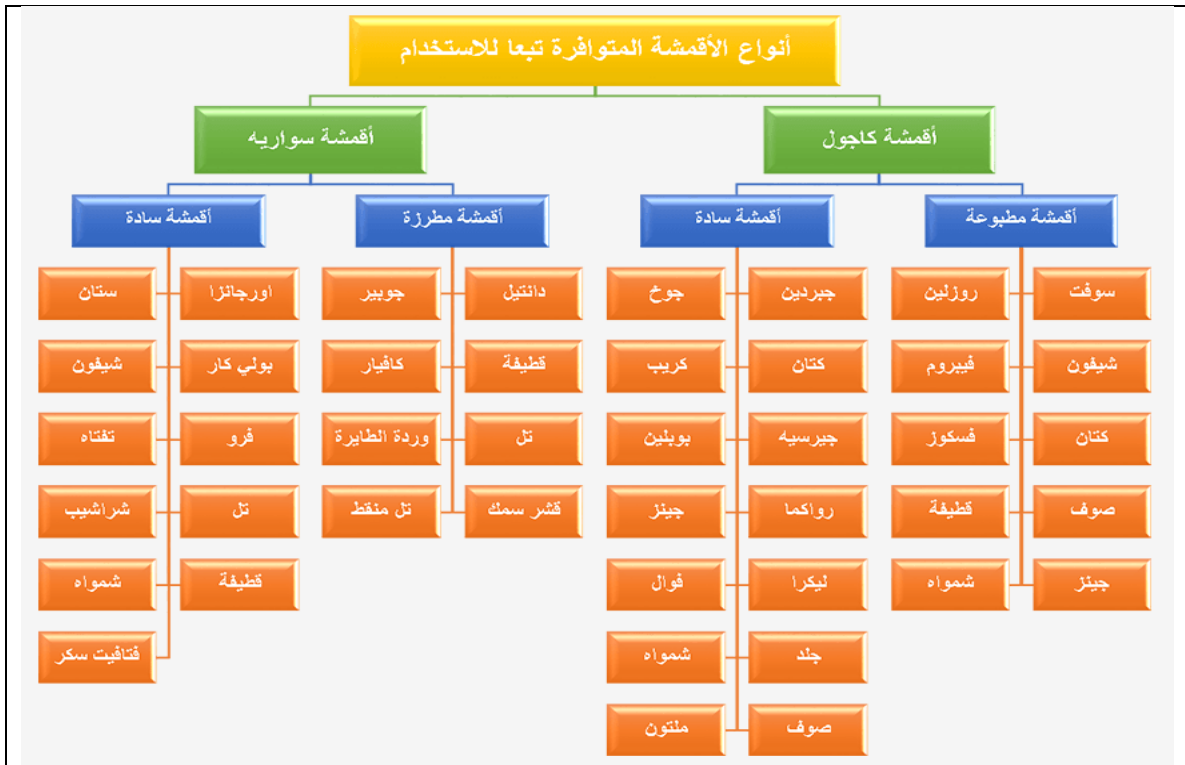 أنواع الأقمشة المتوافرة تبعا للاستخدام
أقمشة كاجول
أقمشة سواريه
أقمشة مطبوعة
أقمشة سادة
أقمشة مطرزة
أقمشة سادة
سوفت
روزلين
شيفون
فيبروم
كتان
فسكوز
صوف
قطيفة
جينز
شمواه
جبردين
جوخ
كتان
كريب
جيرسيه
بوبلين
رواكما
جينز
ليكرا
فوال
جلد
شمواه
صوف
ملتون
دانتيل
جوبير
قطيفة
كافيار
تل
وردة الطايرة
قشر سمك
تل منقط
اورجانزا
ستان
بولي كار
شيفون
فرو
تفتاه
تل
شراشيب
قطيفة
شمواه
فتافيت سكر